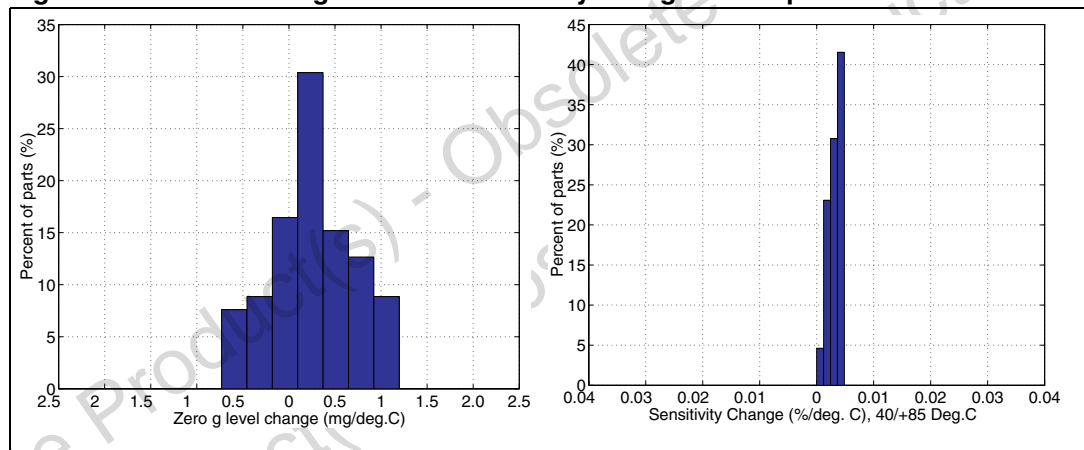 35
30
25
20
15
10
5
0
Percent of parts (%)
2.5 2 1.5 1 0.5 0 0.5 1 1.5 2 2.5
Zero g level change (mg/deg.C)
45
40
35
30
25
20
15
10
5
0
Percent of parts (%)
0.04 0.03 0.02 0.01 0 0.01 0.02 0.03 0.04
Sensitivity Change (%/deg. C), 40/+85 Deg.C
Product(s) - Obsolete